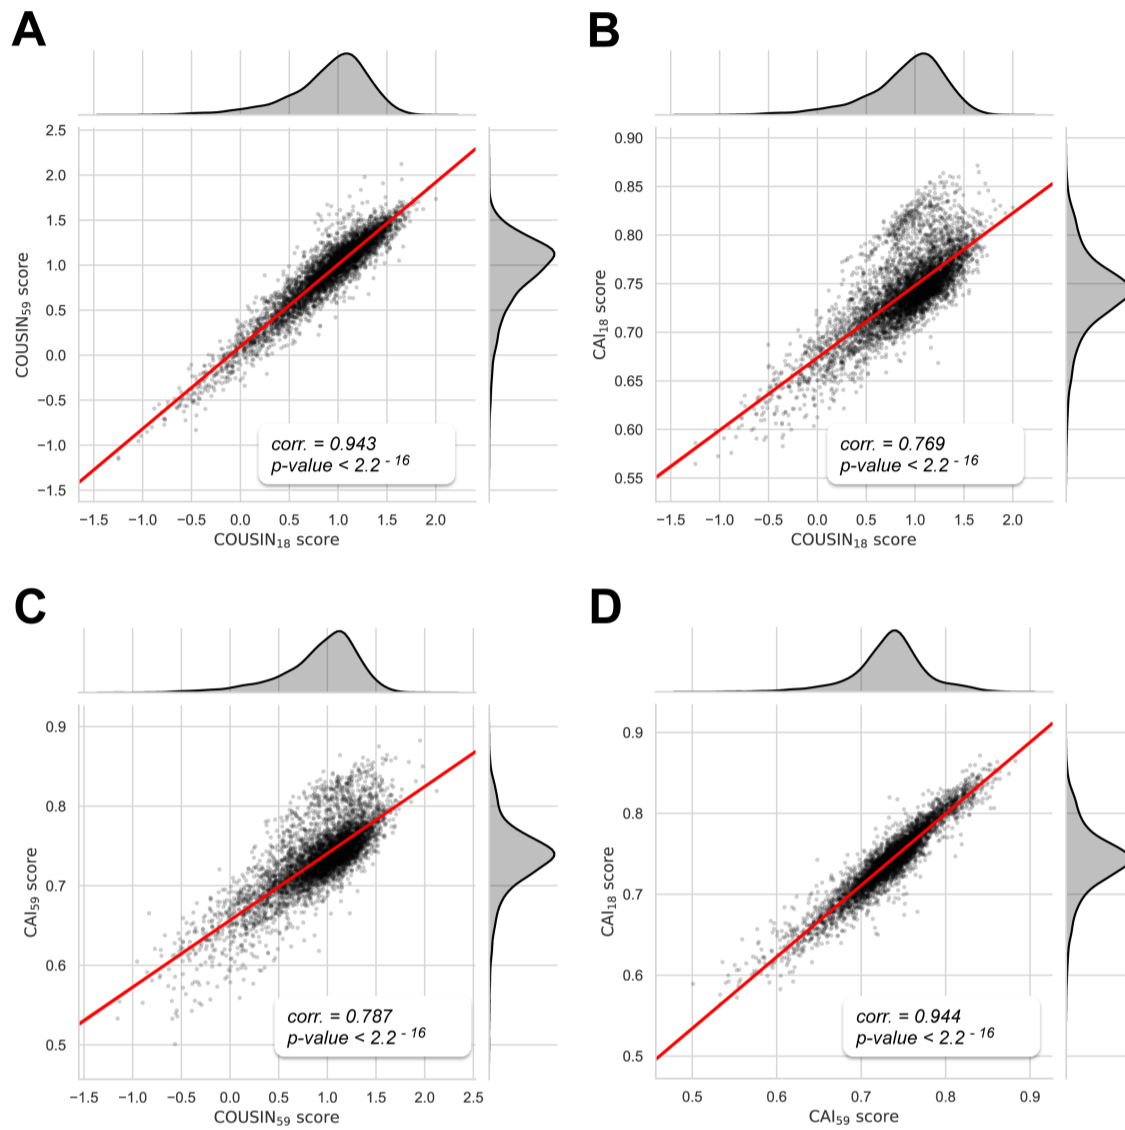 A
B
2.5
2.0
1.5
1.0
0.5
0.0
−0.5
−1.0
−1.5
COUSIN₅₉ score
corr. = 0.943
p-value < 2.2⁻¹⁶
−1.5 −1.0 −0.5 0.0 0.5 1.0 1.5 2.0
COUSIN₁₈ score
0.90
0.85
0.80
0.75
0.70
0.65
0.60
0.55
CAI₁₈ score
corr. = 0.769
p-value < 2.2⁻¹⁶
−1.5 −1.0 −0.5 0.0 0.5 1.0 1.5 2.0
COUSIN₁₈ score
C
D
0.9
0.8
0.7
0.6
0.5
CAI₅₉ score
corr. = 0.787
p-value < 2.2⁻¹⁶
−1.5 −1.0 −0.5 0.0 0.5 1.0 1.5 2.0 2.5
COUSIN₅₉ score
0.9
0.8
0.7
0.6
0.5
CAI₁₈ score
corr. = 0.944
p-value < 2.2⁻¹⁶
0.5 0.6 0.7 0.8 0.9
CAI₅₉ score